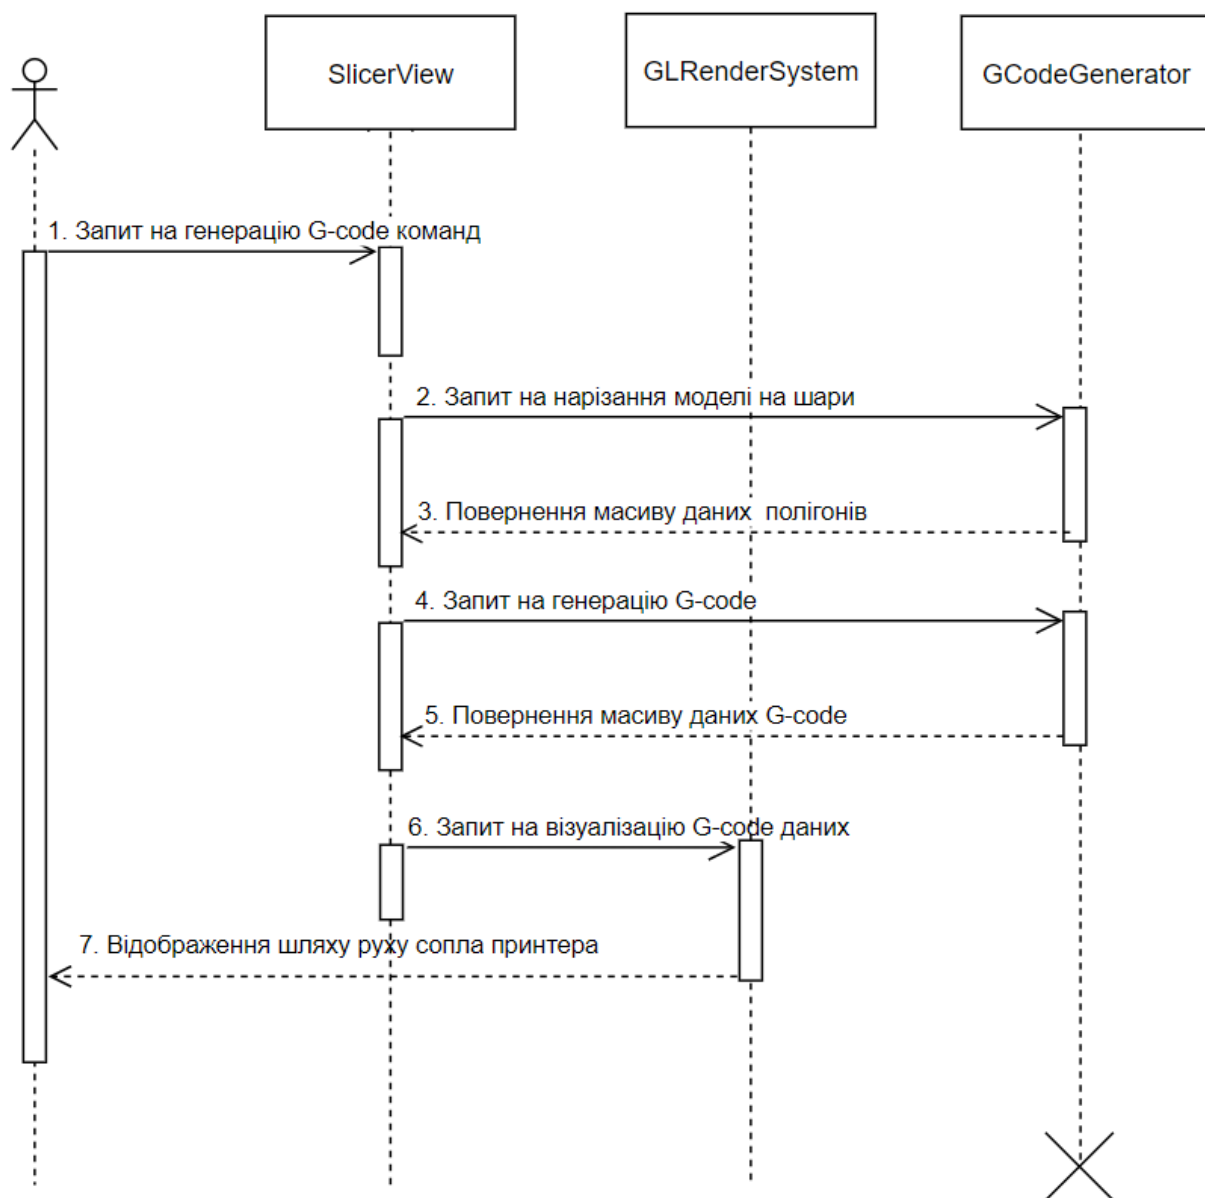 SlicerView
GLRenderSystem
GCodeGenerator
1. Запит на генерацію G-code команд
2. Запит на нарізання моделі на шари
3. Повернення масиву даних полігонів
4. Запит на генерацію G-code
5. Повернення масиву даних G-code
6. Запит на візуалізацію G-code даних
7. Відображення шляху руху сопла принтера